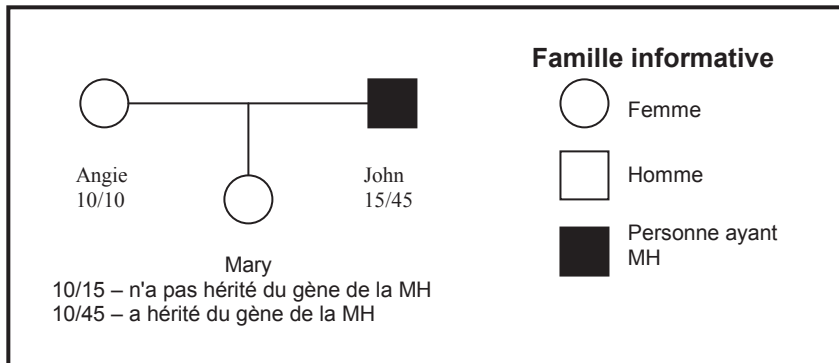 Famille informative
Femme
Homme
Personne ayant
MH
Angie
10/10
John
15/45
Mary
10/15 – n'a pas hérité du gène de la MH
10/45 – a hérité du gène de la MH